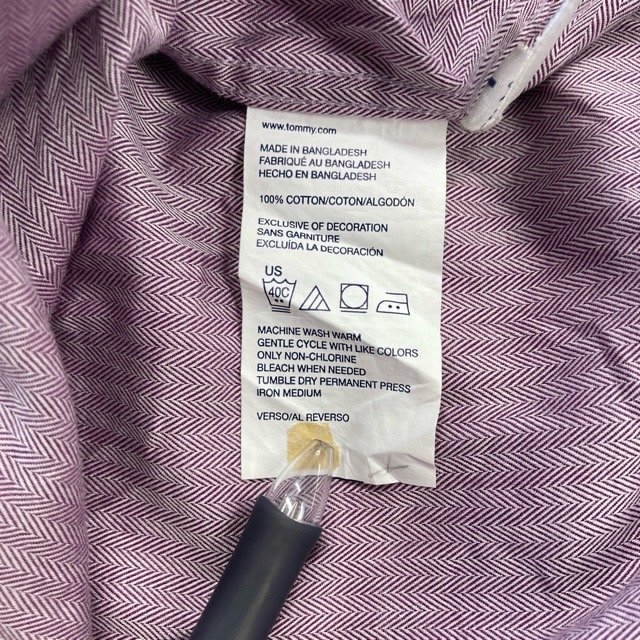 www.tommy.com
MADE IN BANGLADESH
FABRIQUÉ AU BANGLADESH
HECHO EN BANGLADESH
100% COTTON/COTON/ALGODÓN
EXCLUSIVE OF DECORATION
SANS GARNITURE
EXCLUÍDA LA DECORACIÓN
US
40C
MACHINE WASH WARM
GENTLE CYCLE WITH LIKE COLORS
ONLY NON-CHLORINE
BLEACH WHEN NEEDED
TUMBLE DRY PERMANENT PRESS
IRON MEDIUM
VERSO/AL REVERSO